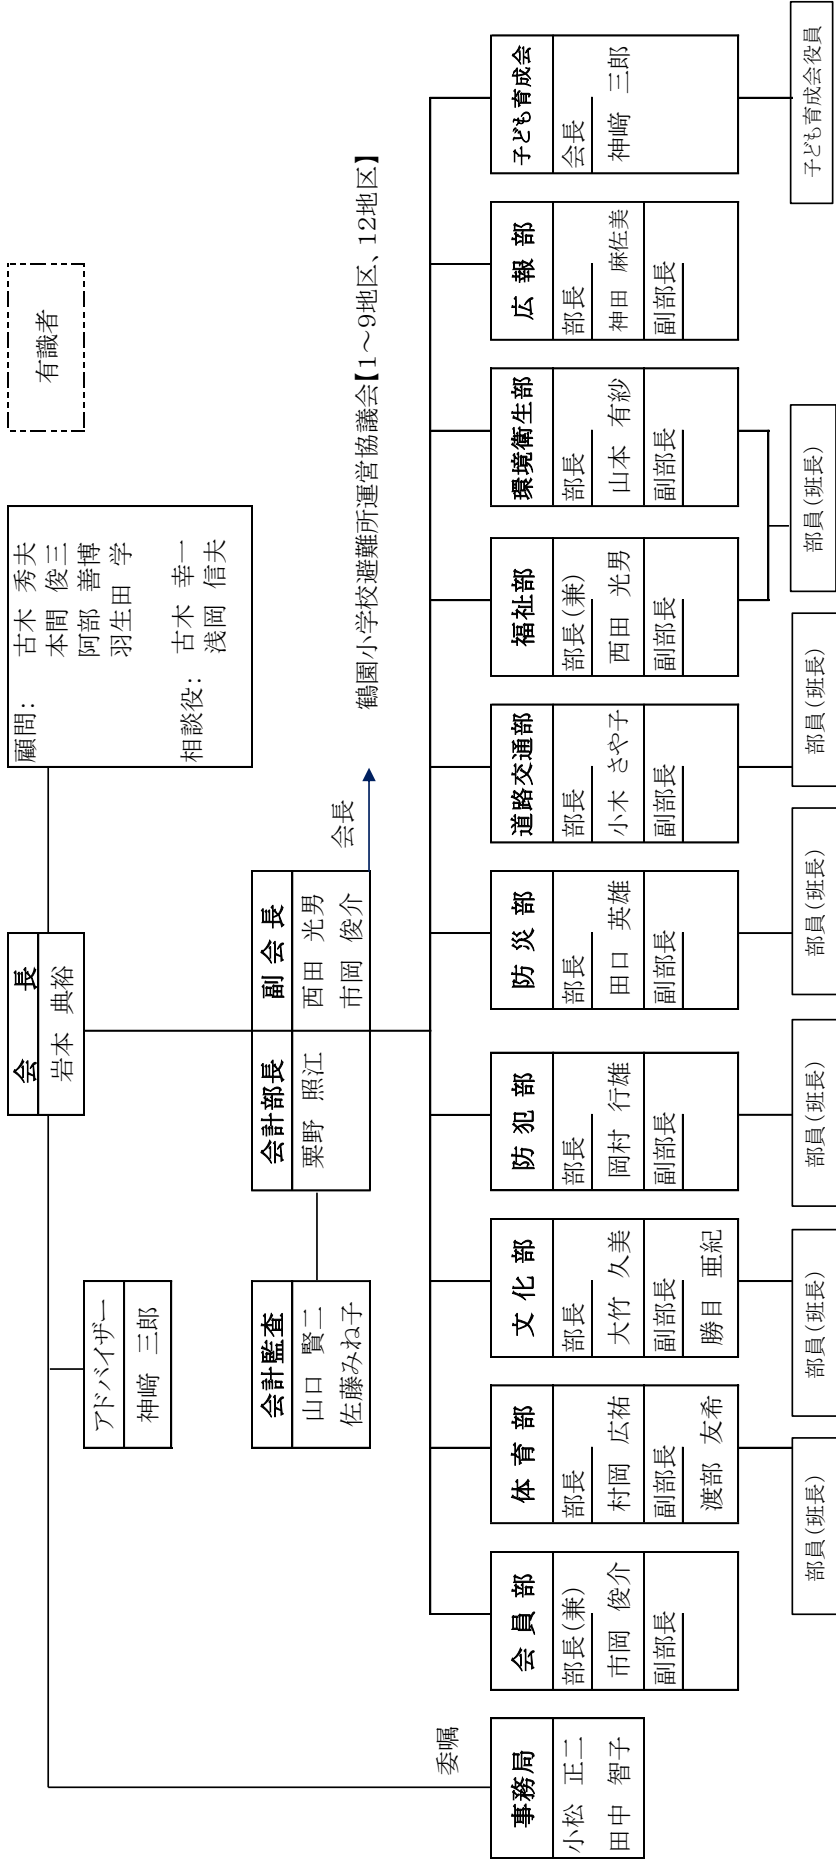 会　長
岩本　典裕
顧問：　古木　秀夫
本間　俊三
阿部　善博
羽生田　学
相談役：　古木　幸一
浅岡　信夫
有識者
アドバイザー
神﨑　三郎
会計監査
山口　賢二
佐藤みね子
会計部長
粟野　照江
副 会 長
西田　光男
市岡　俊介
会長
鶴園小学校避難所運営協議会【1～9地区、12地区】
委嘱
事務局
小松　正二
田中　智子
会 員 部
部長(兼)
市岡　俊介
副部長
体 育 部
部長
村岡　広祐
副部長
渡部　友希
文 化 部
部長
大竹　久美
副部長
勝目　亜紀
防 犯 部
部長
岡村　行雄
副部長
防 災 部
部長
田口　英雄
副部長
道路交通部
部長
小木　さや子
副部長
福祉部
部長(兼)
西田　光男
副部長
環境衛生部
部長
山本　有紗
副部長
広 報 部
部長
神田　麻佐美
副部長
子ども育成会
会長
神﨑　三郎
部員(班長)
部員(班長)
部員(班長)
部員(班長)
部員(班長)
部員(班長)
子ども育成会役員